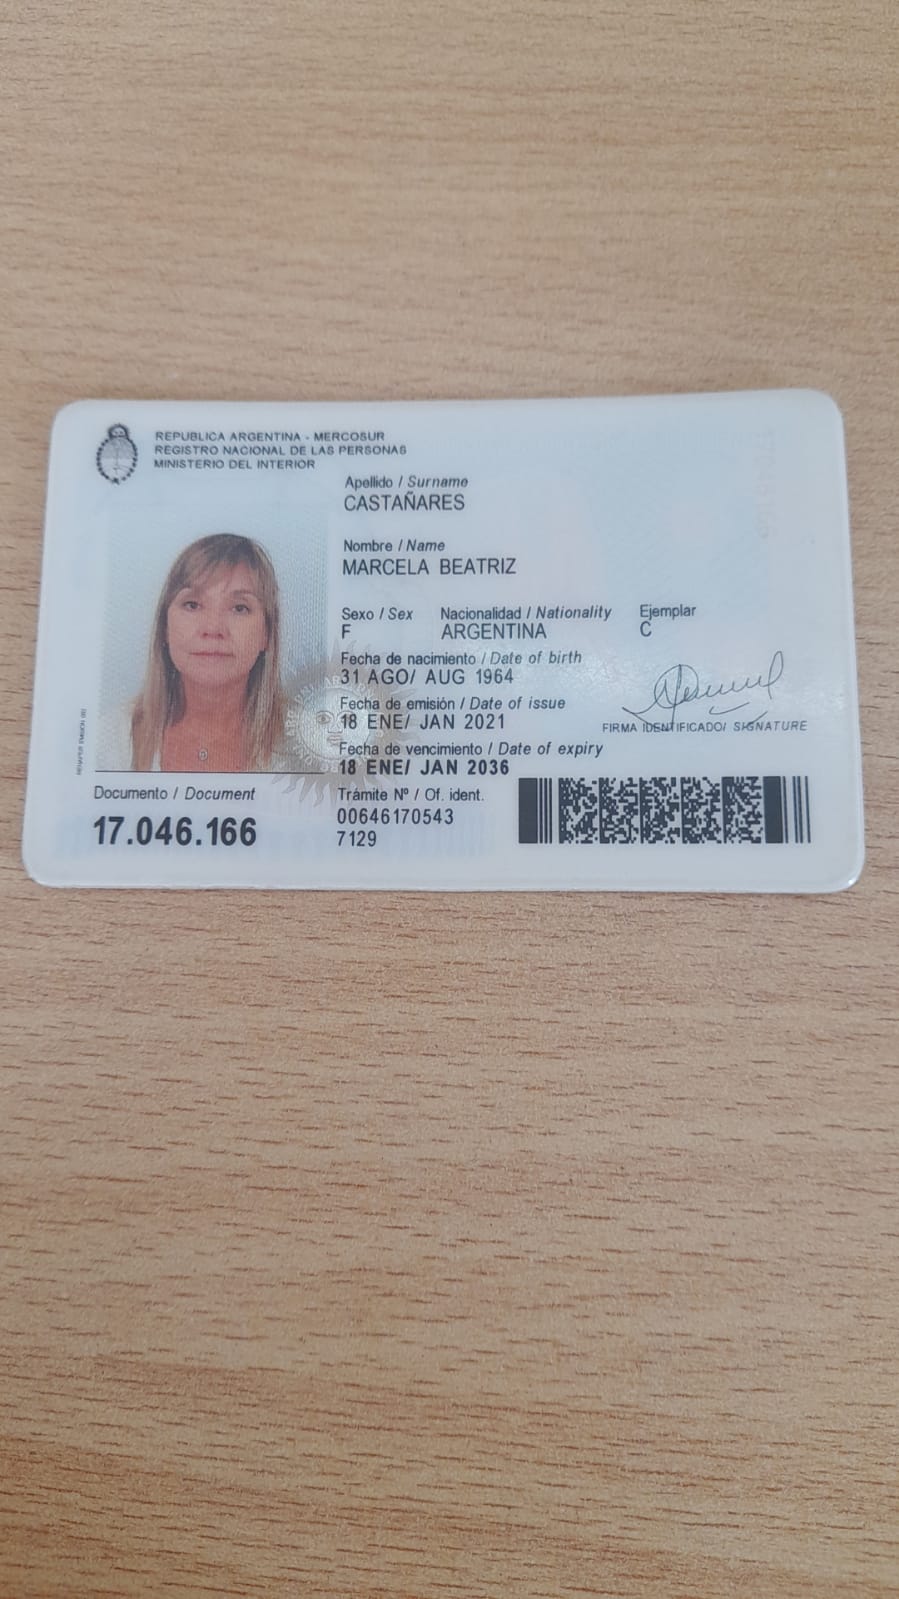 REPUBLICA ARGENTINA - MERCOSUR
REGISTRO NACIONAL DE LAS PERSONAS
MINISTERIO DEL INTERIOR
Apellido / Surname
CASTAÑARES
Nombre / Name
MARCELA BEATRIZ
Sexo / Sex Nacionalidad / Nationality Ejemplar
F ARGENTINA C
Fecha de nacimiento / Date of birth
31 AGO/ AUG 1964
Fecha de emisión / Date of issue
18 ENE/ JAN 2021
FIRMA IDENTIFICADO/ SIGNATURE
Fecha de vencimiento / Date of expiry
18 ENE/ JAN 2036
Documento / Document
17.046.166
Trámite Nº / Of. ident.
00646170543
7129